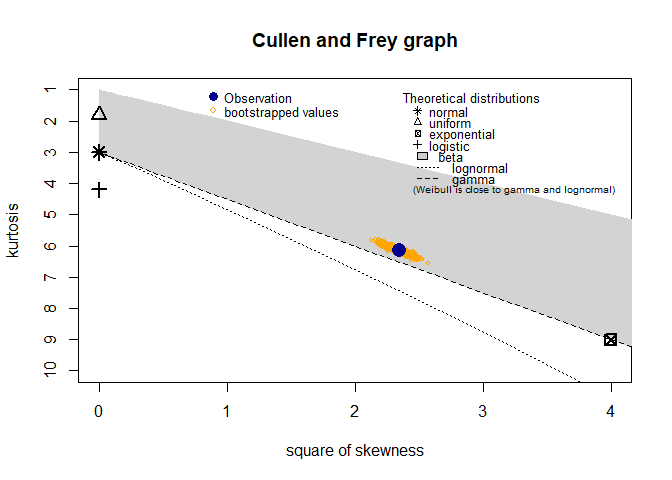 Cullen and Frey graph
Observation
bootstrapped values
Theoretical distributions
normal
uniform
exponential
logistic
beta
lognormal
gamma
(Weibull is close to gamma and lognormal)
kurtosis
1
2
3
4
5
6
7
8
9
10
0
1
2
3
4
square of skewness